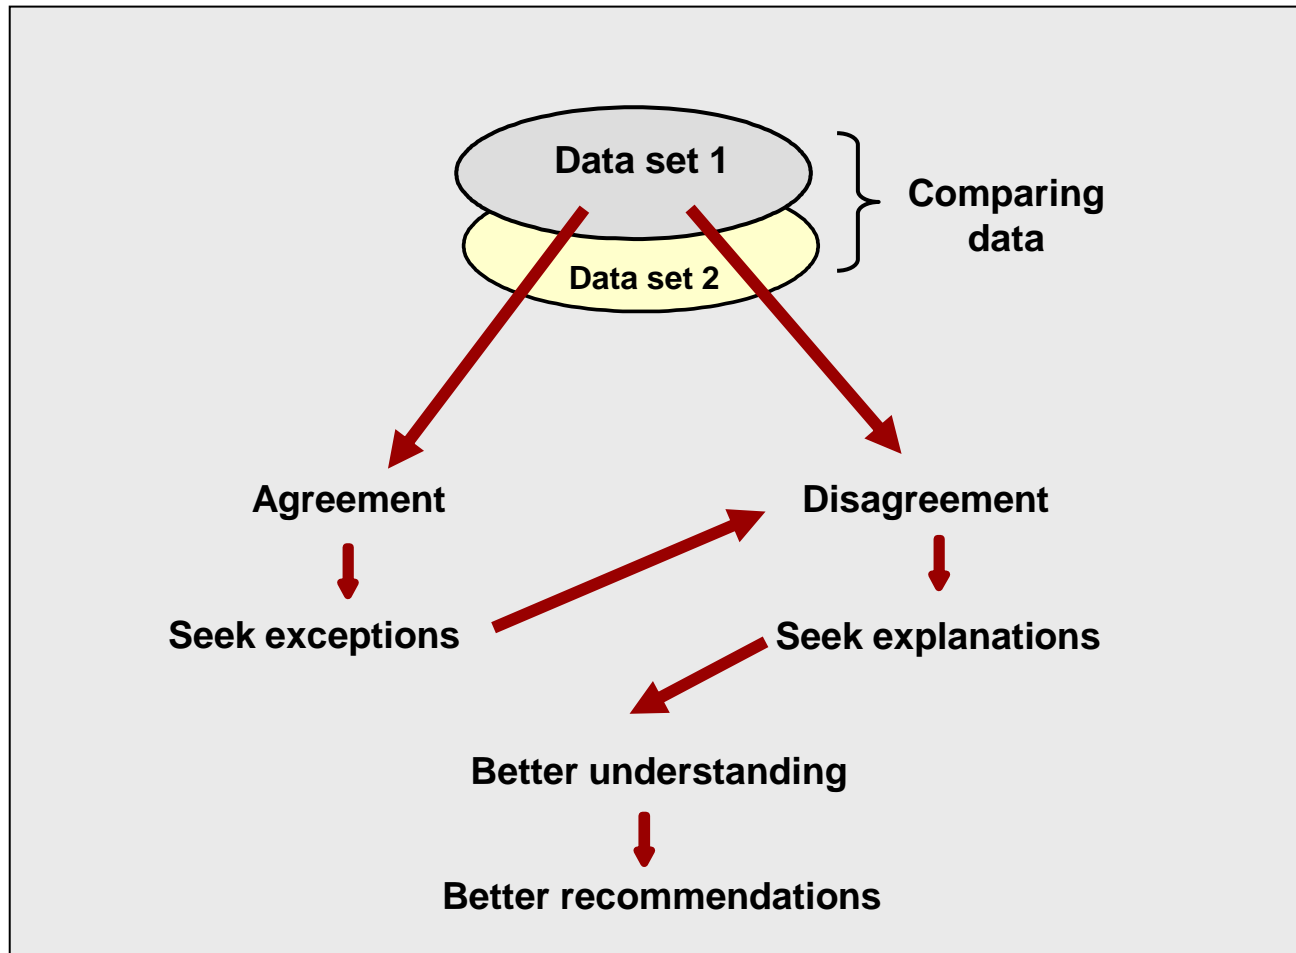 Data set 1
Comparing
data
Data set 2
Agreement
Disagreement
Seek exceptions
Seek explanations
Better understanding
Better recommendations